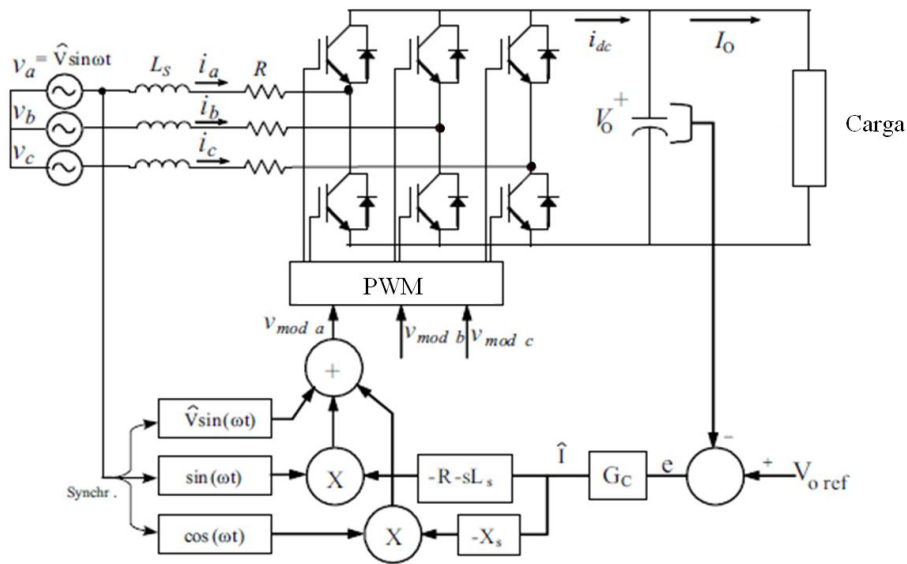 v_a = V̂sinωt
L_s
i_a
R
i_dc
I_O
v_b
i_b
V_O
+
Carga
v_c
i_c
PWM
v_mod a
v_mod b
v_mod c
+
V̂sin(ωt)
−
Î
e
+
V_o ref
sin(ωt)
X
-R-sL_s
G_C
Synchr .
cos(ωt)
X
-X_s